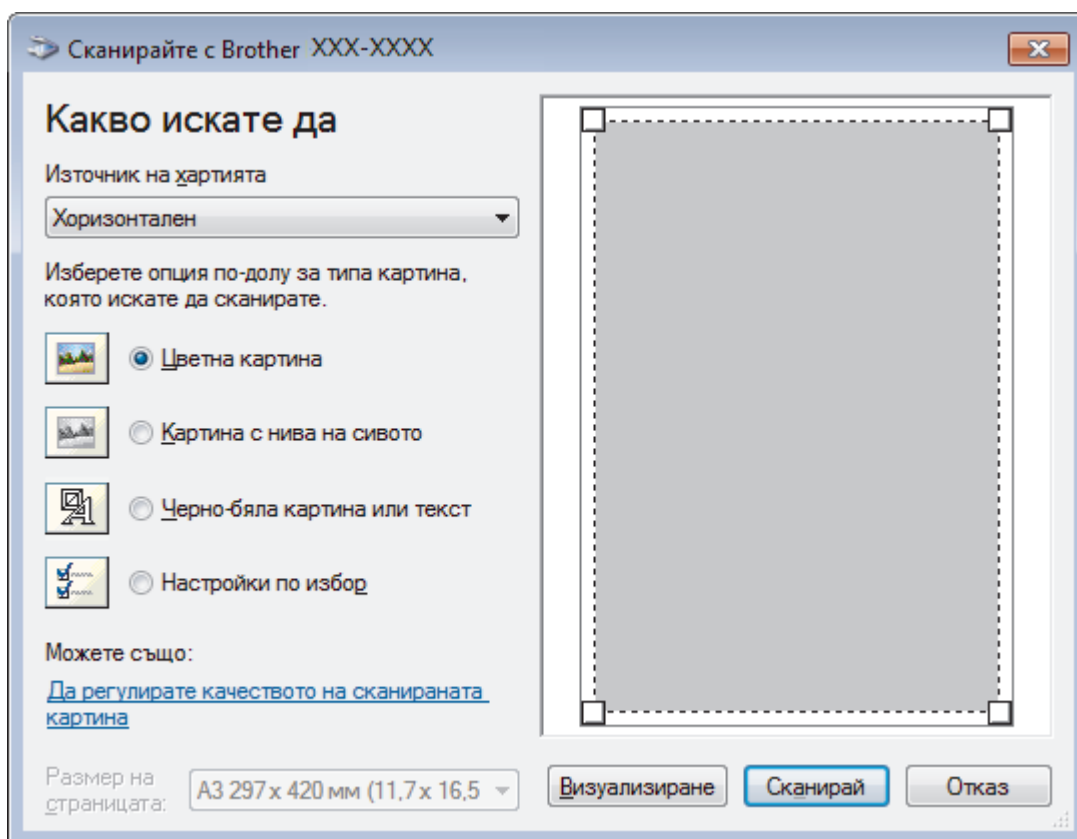 Сканирайте с Brother XXX-XXXX
Какво искате да
Източник на хартията
Хоризонтален
Изберете опция по-долу за типа картина,
която искате да сканирате.
Цветна картина
Картина с нива на сивото
Черно-бяла картина или текст
Настройки по избор
Можете също:
Да регулирате качеството на сканираната
картина
Размер на
страницата:
А3 297 x 420 мм (11,7 x 16,5
Визуализиране
Сканирай
Отказ